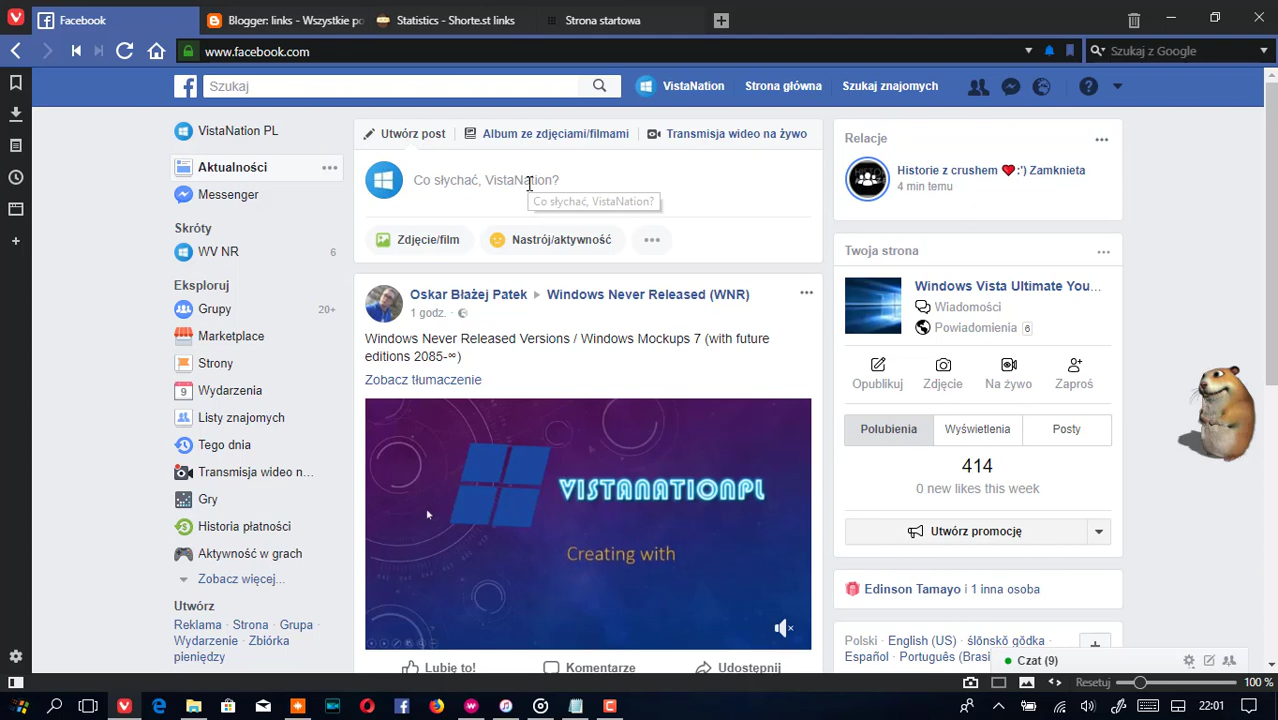 Facebook
Blogger: links - Wszystkie po
Statistics - Shorte.st links
Strona startowa
www.facebook.com
Szukaj z Google
Szukaj
VistaNation
Strona główna
Szukaj znajomych
VistaNation PL
Aktualności
Messenger
Skróty
WV NR 6
Eksploruj
Grupy 20+
Marketplace
Strony
9 Wydarzenia
Listy znajomych
Tego dnia
Transmisja wideo n...
Gry
Historia płatności
Aktywność w grach
Zobacz więcej...
Utwórz
Reklama · Strona · Grupa ·
Wydarzenie · Zbiórka
pieniędzy
Utwórz post
Album ze zdjęciami/filmami
Transmisja wideo na żywo
Co słychać, VistaNation?
Co słychać, VistaNation?
Zdjęcie/film
Nastrój/aktywność
Oskar Błażej Patek
Windows Never Released (WNR)
1 godz. ·
Windows Never Released Versions / Windows Mockups 7 (with future
editions 2085-∞)
Zobacz tłumaczenie
VISTANATIONPL
Creating with
Lubię to!
Komentarze
Udostępnij
Relacje
Historie z crushem ❤️:') Zamknieta
4 min temu
Twoja strona
Windows Vista Ultimate You...
Wiadomości
Powiadomienia 6
Opublikuj
Zdjęcie
Na żywo
Zaproś
Polubienia
Wyświetlenia
Posty
414
0 new likes this week
Utwórz promocję
Edinson Tamayo i 1 inna osoba
Polski · English (US) · ślōnskŏ gŏdka ·
Español · Português (Brasi
Czat (9)
Resetuj
100 %
22:01